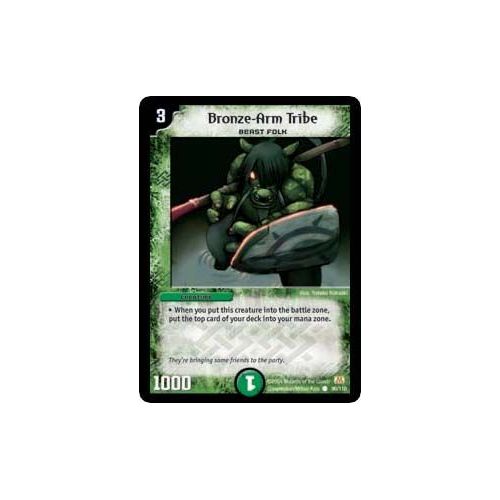 3
Bronze-Arm Tribe
BEAST FOLK
CREATURE
• When you put this creature into the battle zone,
put the top card of your deck into your mana zone.
They're bringing some friends to the party.
1000
1